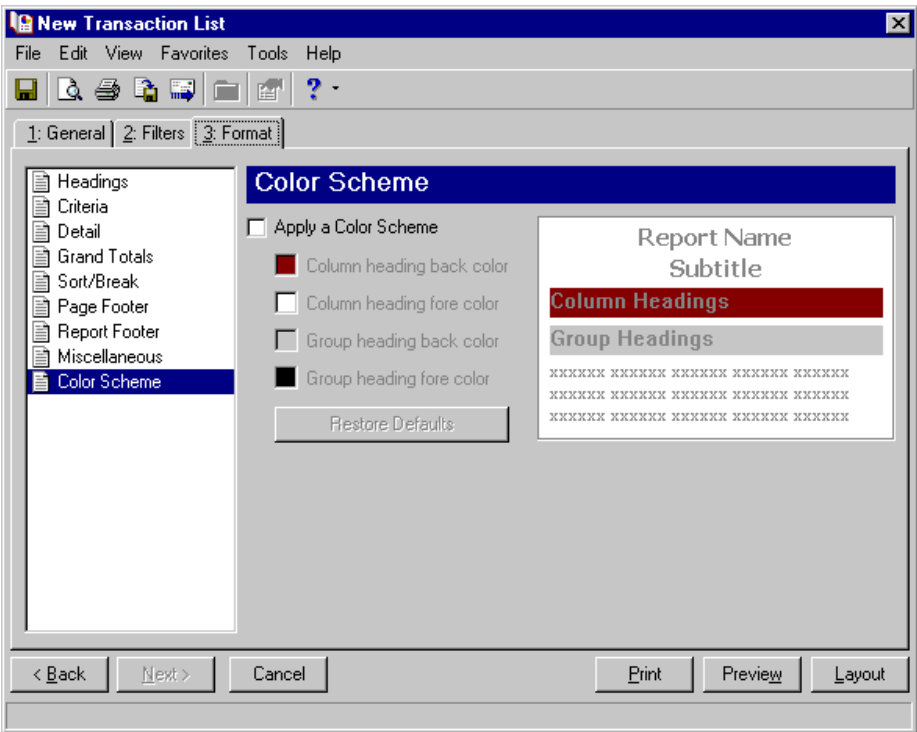 New Transaction List
File Edit View Favorites Tools Help
1: General 2: Filters 3: Format
Headings
Criteria
Detail
Grand Totals
Sort/Break
Page Footer
Report Footer
Miscellaneous
Color Scheme
Color Scheme
Apply a Color Scheme
Column heading back color
Column heading fore color
Group heading back color
Group heading fore color
Restore Defaults
Report Name
Subtitle
Column Headings
Group Headings
xxxxxx xxxxxx xxxxxx xxxxxx xxxxxx
xxxxxx xxxxxx xxxxxx xxxxxx xxxxxx
xxxxxx xxxxxx xxxxxx xxxxxx xxxxxx
< Back Next > Cancel Print Preview Layout